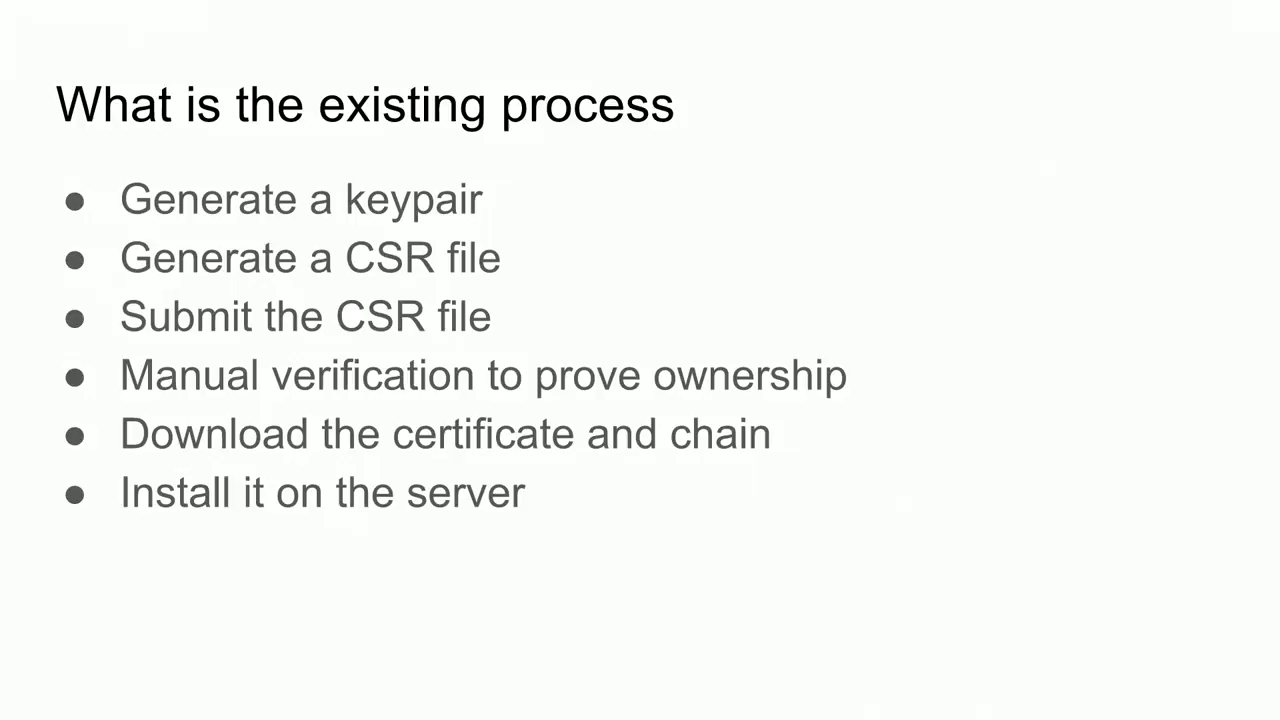 What is the existing process
● Generate a keypair
● Generate a CSR file
● Submit the CSR file
● Manual verification to prove ownership
● Download the certificate and chain
● Install it on the server